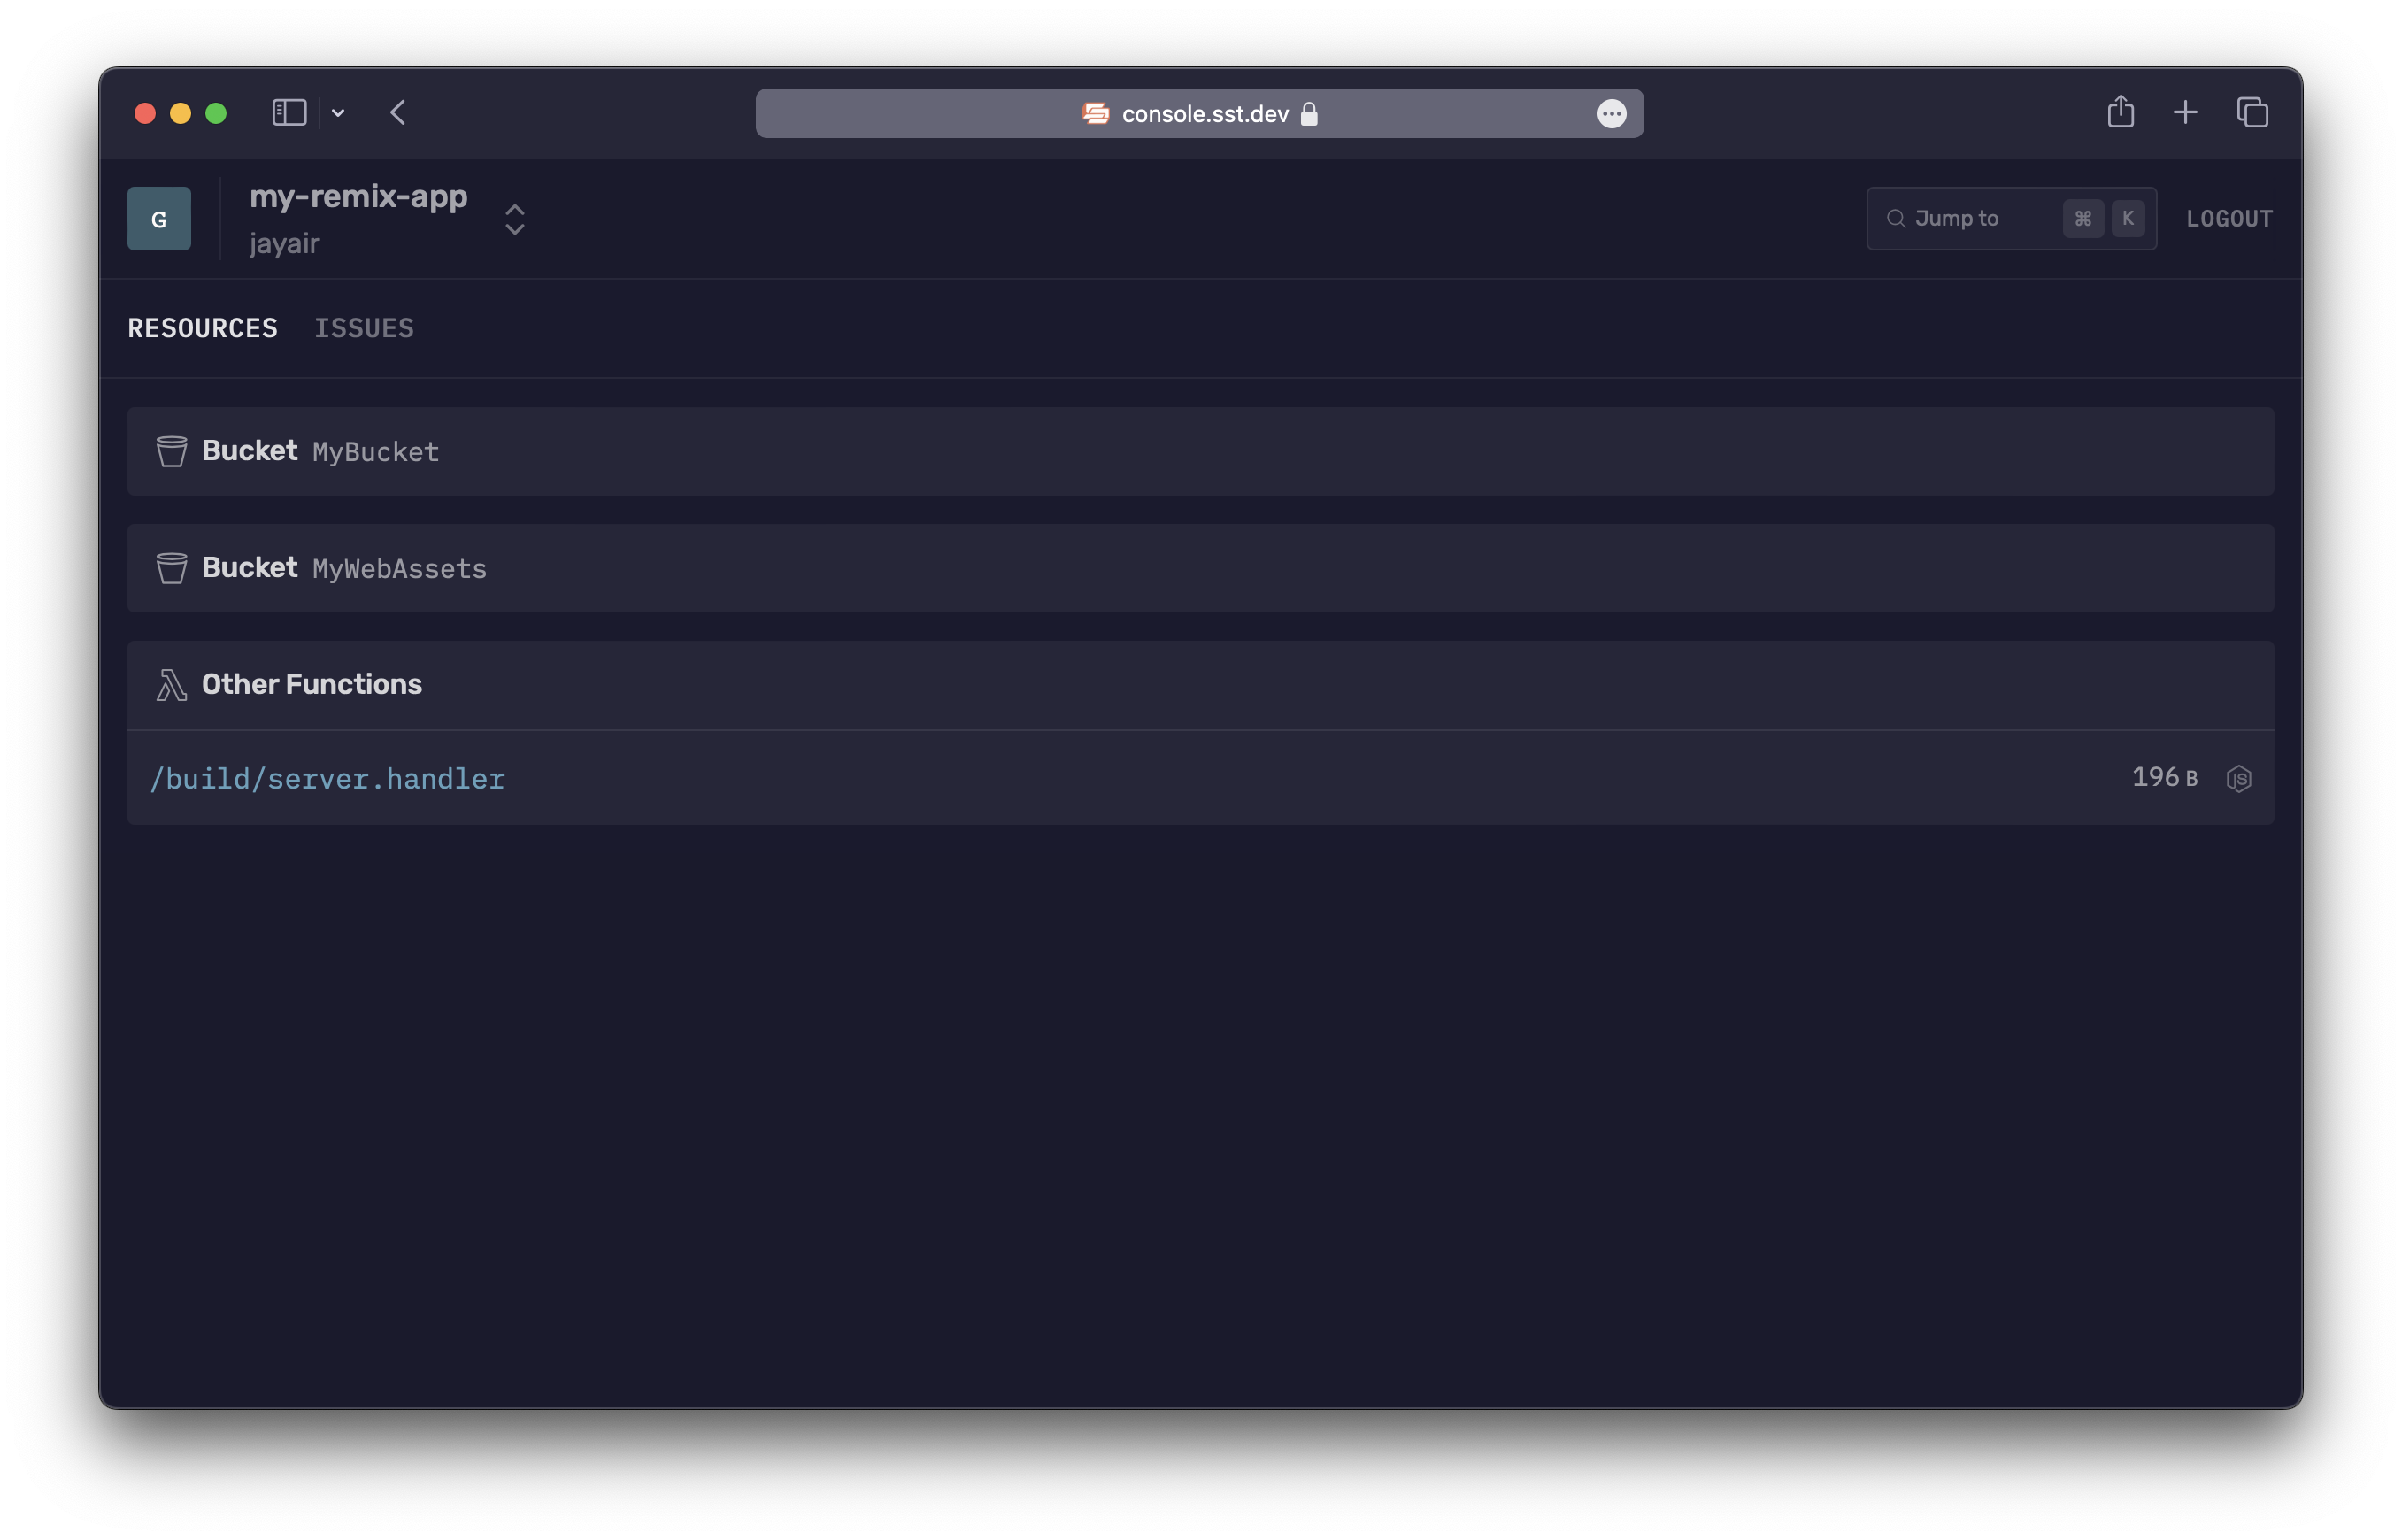 console.sst.dev
G
my-remix-app
jayair
Jump to ⌘ K
LOGOUT
RESOURCES ISSUES
Bucket MyBucket
Bucket MyWebAssets
Other Functions
/build/server.handler 196 B JS